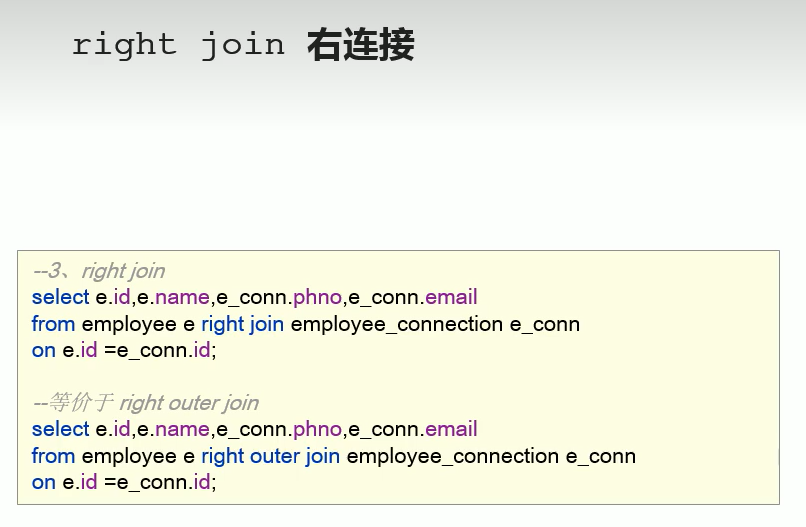 right join 右连接
--3、right join
select e.id,e.name,e_conn.phno,e_conn.email
from employee e right join employee_connection e_conn
on e.id =e_conn.id;
--等价于 right outer join
select e.id,e.name,e_conn.phno,e_conn.email
from employee e right outer join employee_connection e_conn
on e.id =e_conn.id;